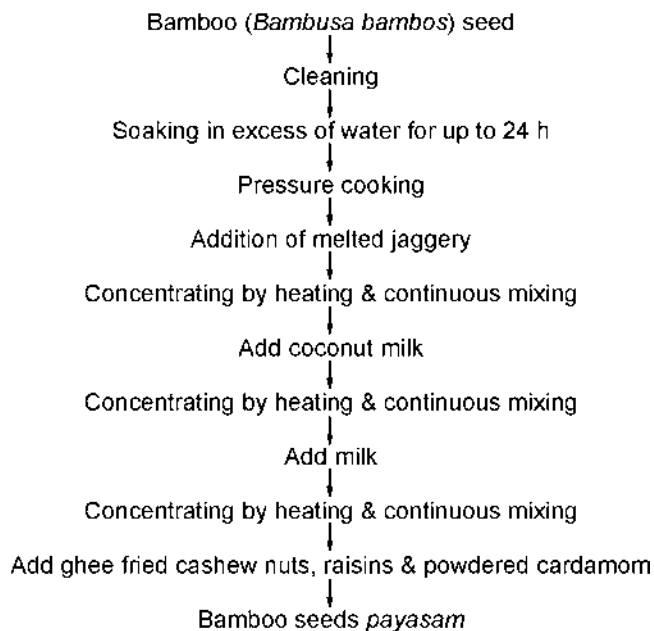 Bamboo (Bambusa bambos) seed
Cleaning
Soaking in excess of water for up to 24 h
Pressure cooking
Addition of melted jaggery
Concentrating by heating & continuous mixing
Add coconut milk
Concentrating by heating & continuous mixing
Add milk
Concentrating by heating & continuous mixing
Add ghee fried cashew nuts, raisins & powdered cardamom
Bamboo seeds payasam